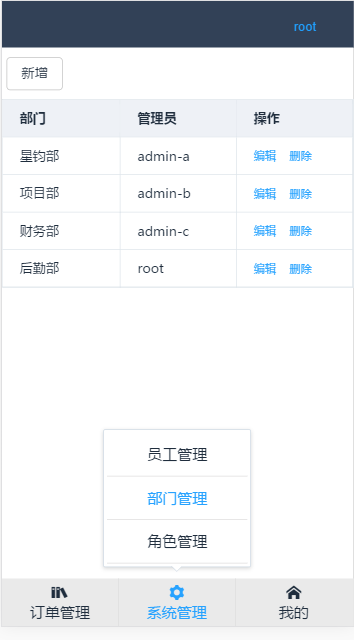 root
新增
部门 管理员 操作
星钧部 admin-a 编辑 删除
项目部 admin-b 编辑 删除
财务部 admin-c 编辑 删除
后勤部 root 编辑 删除
员工管理
部门管理
角色管理
订单管理 系统管理 我的